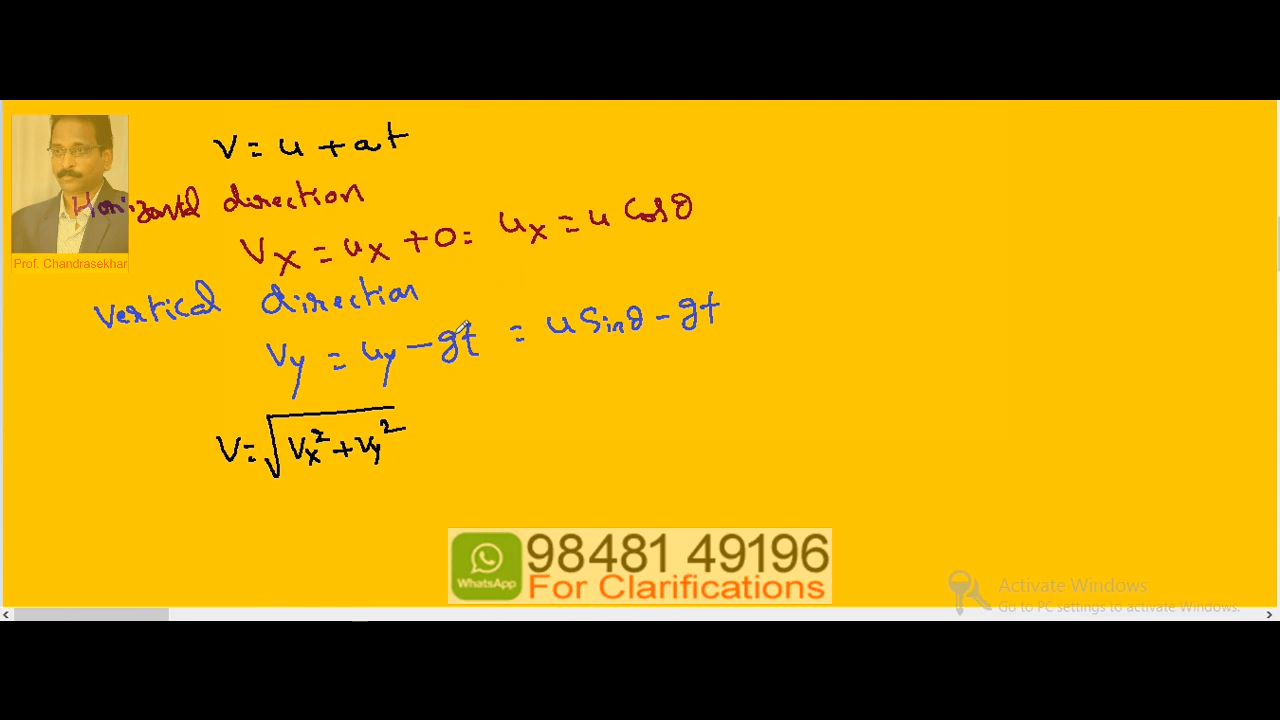 V = u + at
Horizontal direction
Vx = ux + 0 = ux = u Cosθ
Prof. Chandrasekhar
Vertical direction
Vy = uy - gt = u Sinθ - gt
V = √Vx² + Vy²
98481 49196
WhatsApp
For Clarifications
Activate Windows
Go to PC settings to activate Windows.